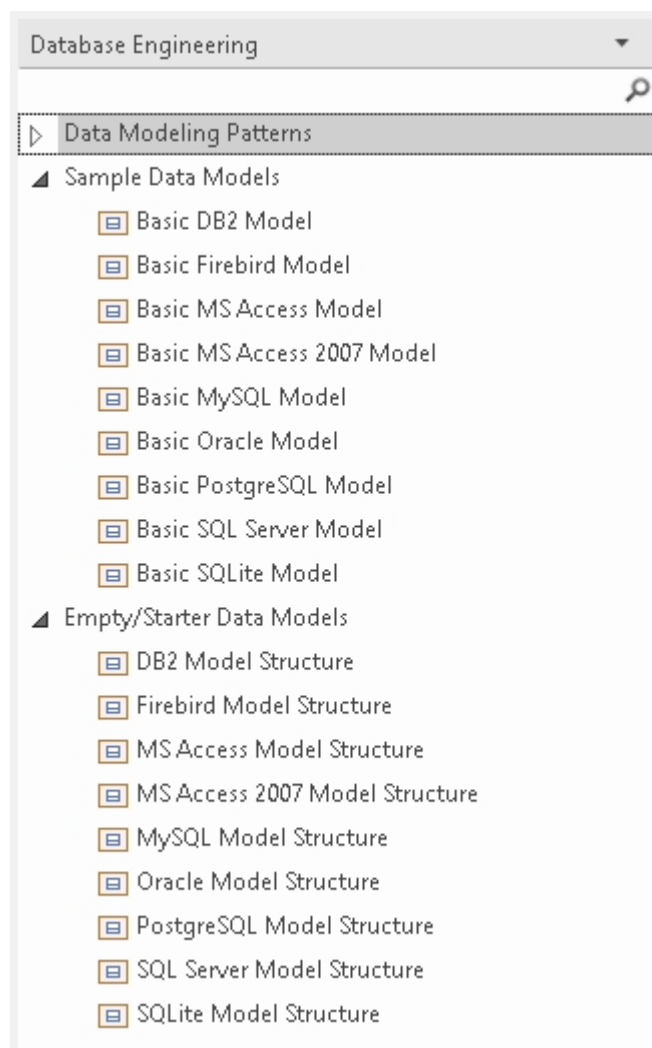 Database Engineering
Data Modeling Patterns
Sample Data Models
Basic DB2 Model
Basic Firebird Model
Basic MS Access Model
Basic MS Access 2007 Model
Basic MySQL Model
Basic Oracle Model
Basic PostgreSQL Model
Basic SQL Server Model
Basic SQLite Model
Empty/Starter Data Models
DB2 Model Structure
Firebird Model Structure
MS Access Model Structure
MS Access 2007 Model Structure
MySQL Model Structure
Oracle Model Structure
PostgreSQL Model Structure
SQL Server Model Structure
SQLite Model Structure